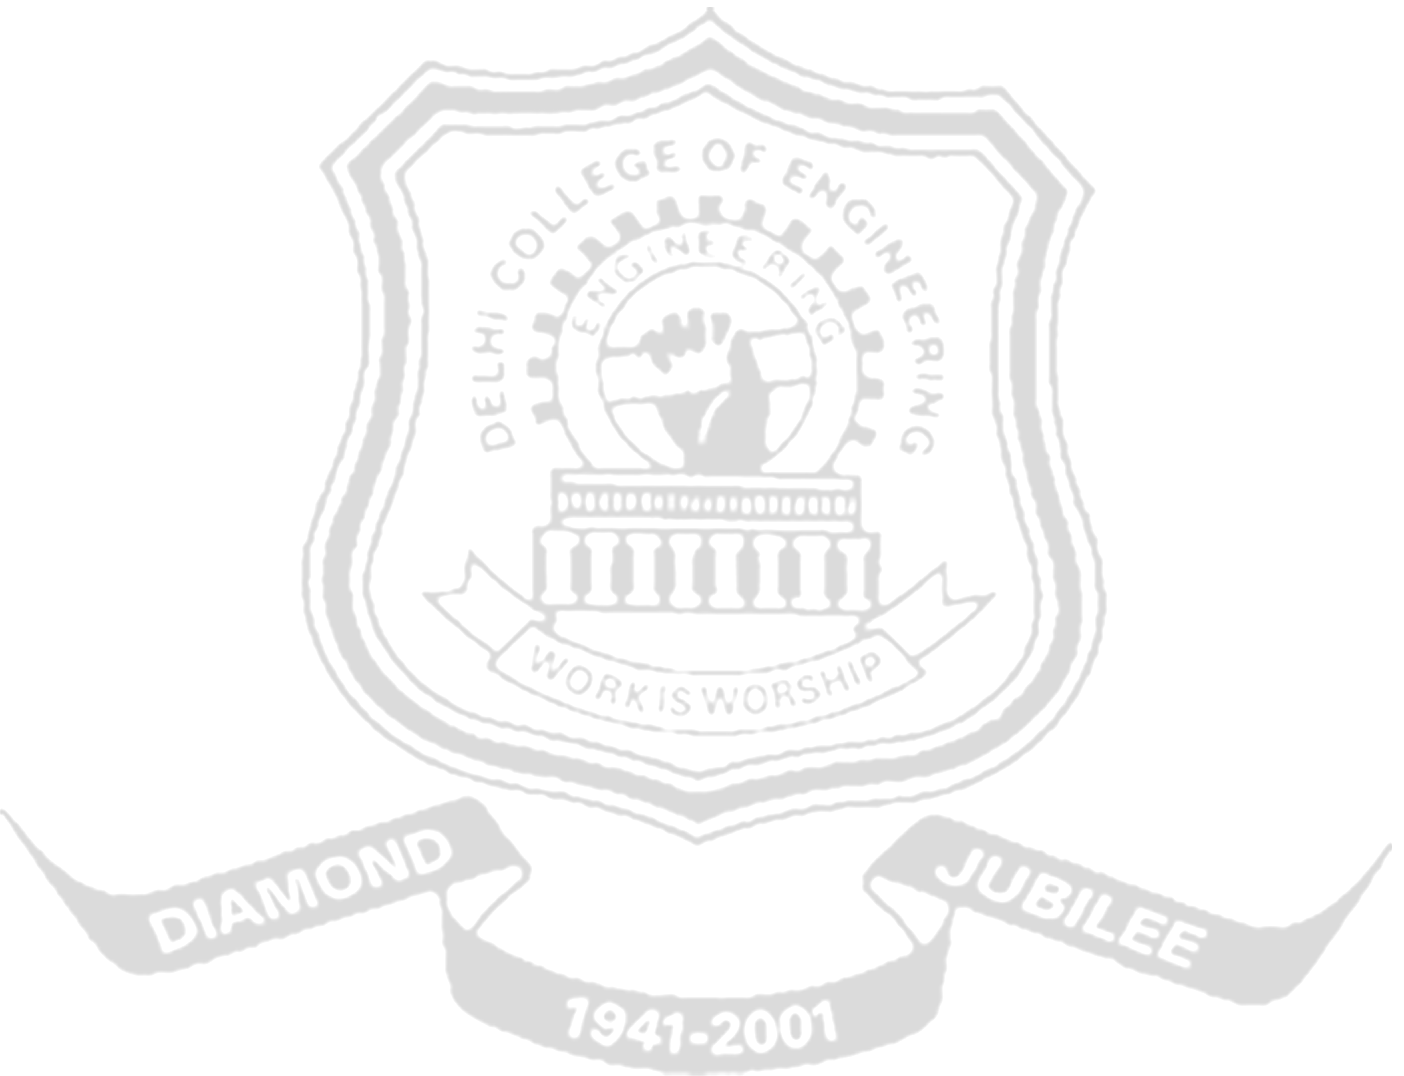 DELHI COLLEGE OF ENGINEERING
ENGINEERING
WORK IS WORSHIP
DIAMOND JUBILEE
1941-2001